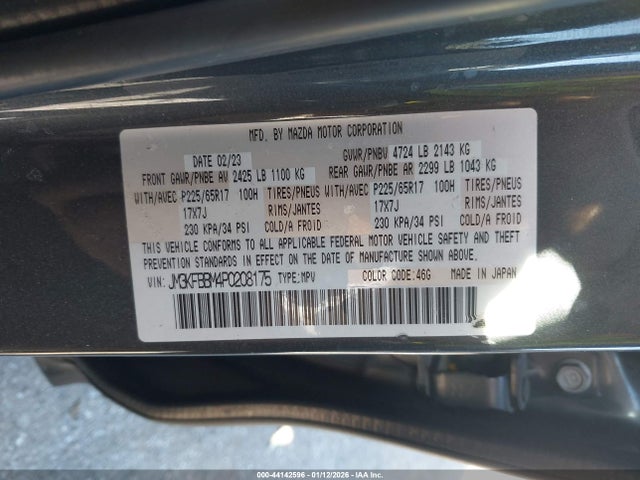 MFD. BY MAZDA MOTOR CORPORATION
DATE 02/23 GVWR/PNBV 4724 LB 2143 KG
FRONT GAWR/PNBE AV 2425 LB 1100 KG REAR GAWR/PNBE AR 2299 LB 1043 KG
WITH/AVEC P225/65R17 100H TIRES/PNEUS WITH/AVEC P225/65R17 100H TIRES/PNEUS
17X7J RIMS/JANTES 17X7J RIMS/JANTES
230 KPA/34 PSI COLD/A FROID 230 KPA/34 PSI COLD/A FROID
THIS VEHICLE CONFORMS TO ALL APPLICABLE FEDERAL MOTOR VEHICLE SAFETY AND THEFT
PREVENTION STANDARDS IN EFFECT ON THE DATE OF MANUFACTURE SHOWN ABOVE.
VIN: JM3KFBBM4P0208175 TYPE: MPV COLOR CODE: 46G MADE IN JAPAN
000-44142596 - 01/12/2026 - IAAI.COM